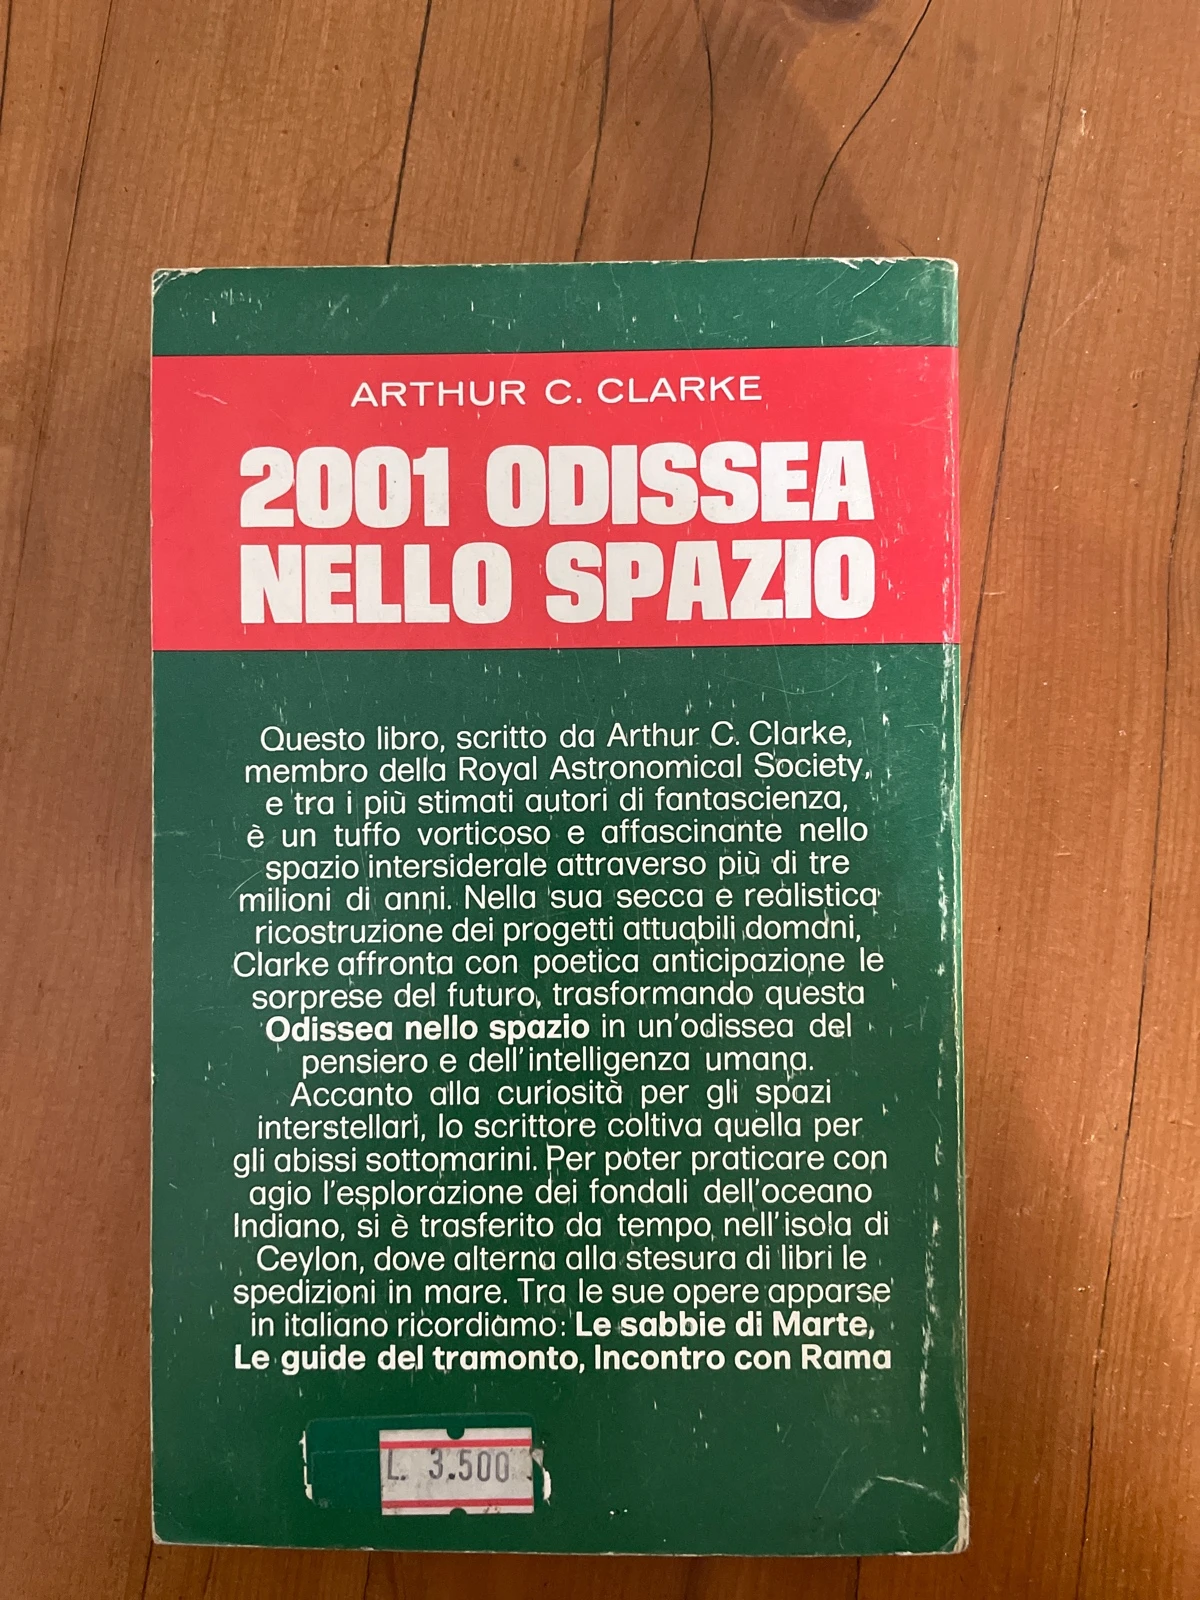 ARTHUR C. CLARKE
2001 ODISSEA
NELLO SPAZIO
Questo libro, scritto da Arthur C. Clarke,
membro della Royal Astronomical Society,
e tra i più stimati autori di fantascienza,
è un tuffo vorticoso e affascinante nello
spazio intersiderale attraverso più di tre
milioni di anni. Nella sua secca e realistica
ricostruzione dei progetti attuabili domani,
Clarke affronta con poetica anticipazione le
sorprese del futuro, trasformando questa
Odissea nello spazio in un'odissea del
pensiero e dell'intelligenza umana.
Accanto alla curiosità per gli spazi
interstellari, lo scrittore coltiva quella per
gli abissi sottomarini. Per poter praticare con
agio l'esplorazione dei fondali dell'oceano
Indiano, si è trasferito da tempo nell'isola di
Ceylon, dove alterna alla stesura di libri le
spedizioni in mare. Tra le sue opere apparse
in italiano ricordiamo: Le sabbie di Marte,
Le guide del tramonto, Incontro con Rama
L. 3.500